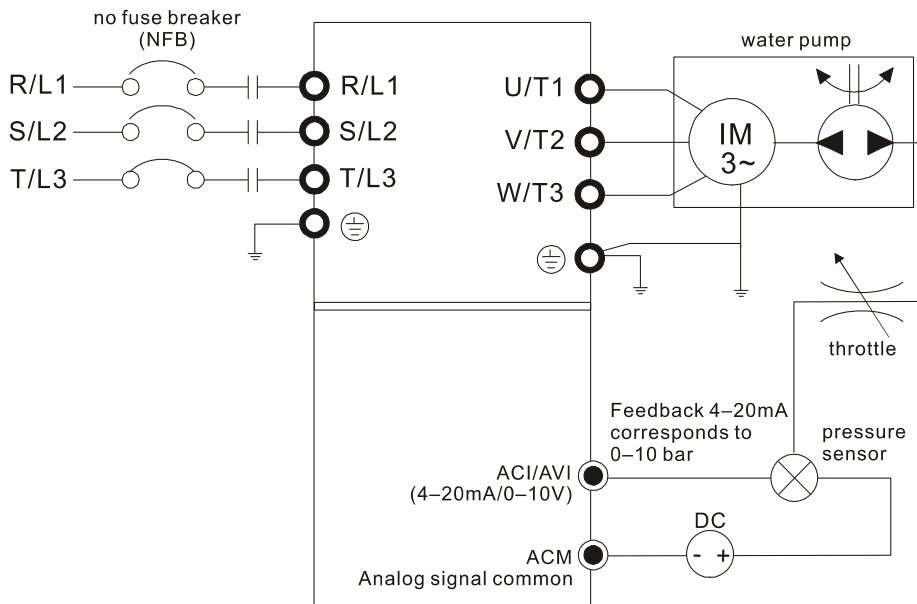 no fuse breaker
(NFB)
R/L1
S/L2
T/L3
R/L1
S/L2
T/L3
U/T1
V/T2
W/T3
water pump
IM
3~
throttle
Feedback 4–20mA
corresponds to
0–10 bar
pressure
sensor
ACI/AVI
(4–20mA/0–10V)
DC
- +
ACM
Analog signal common